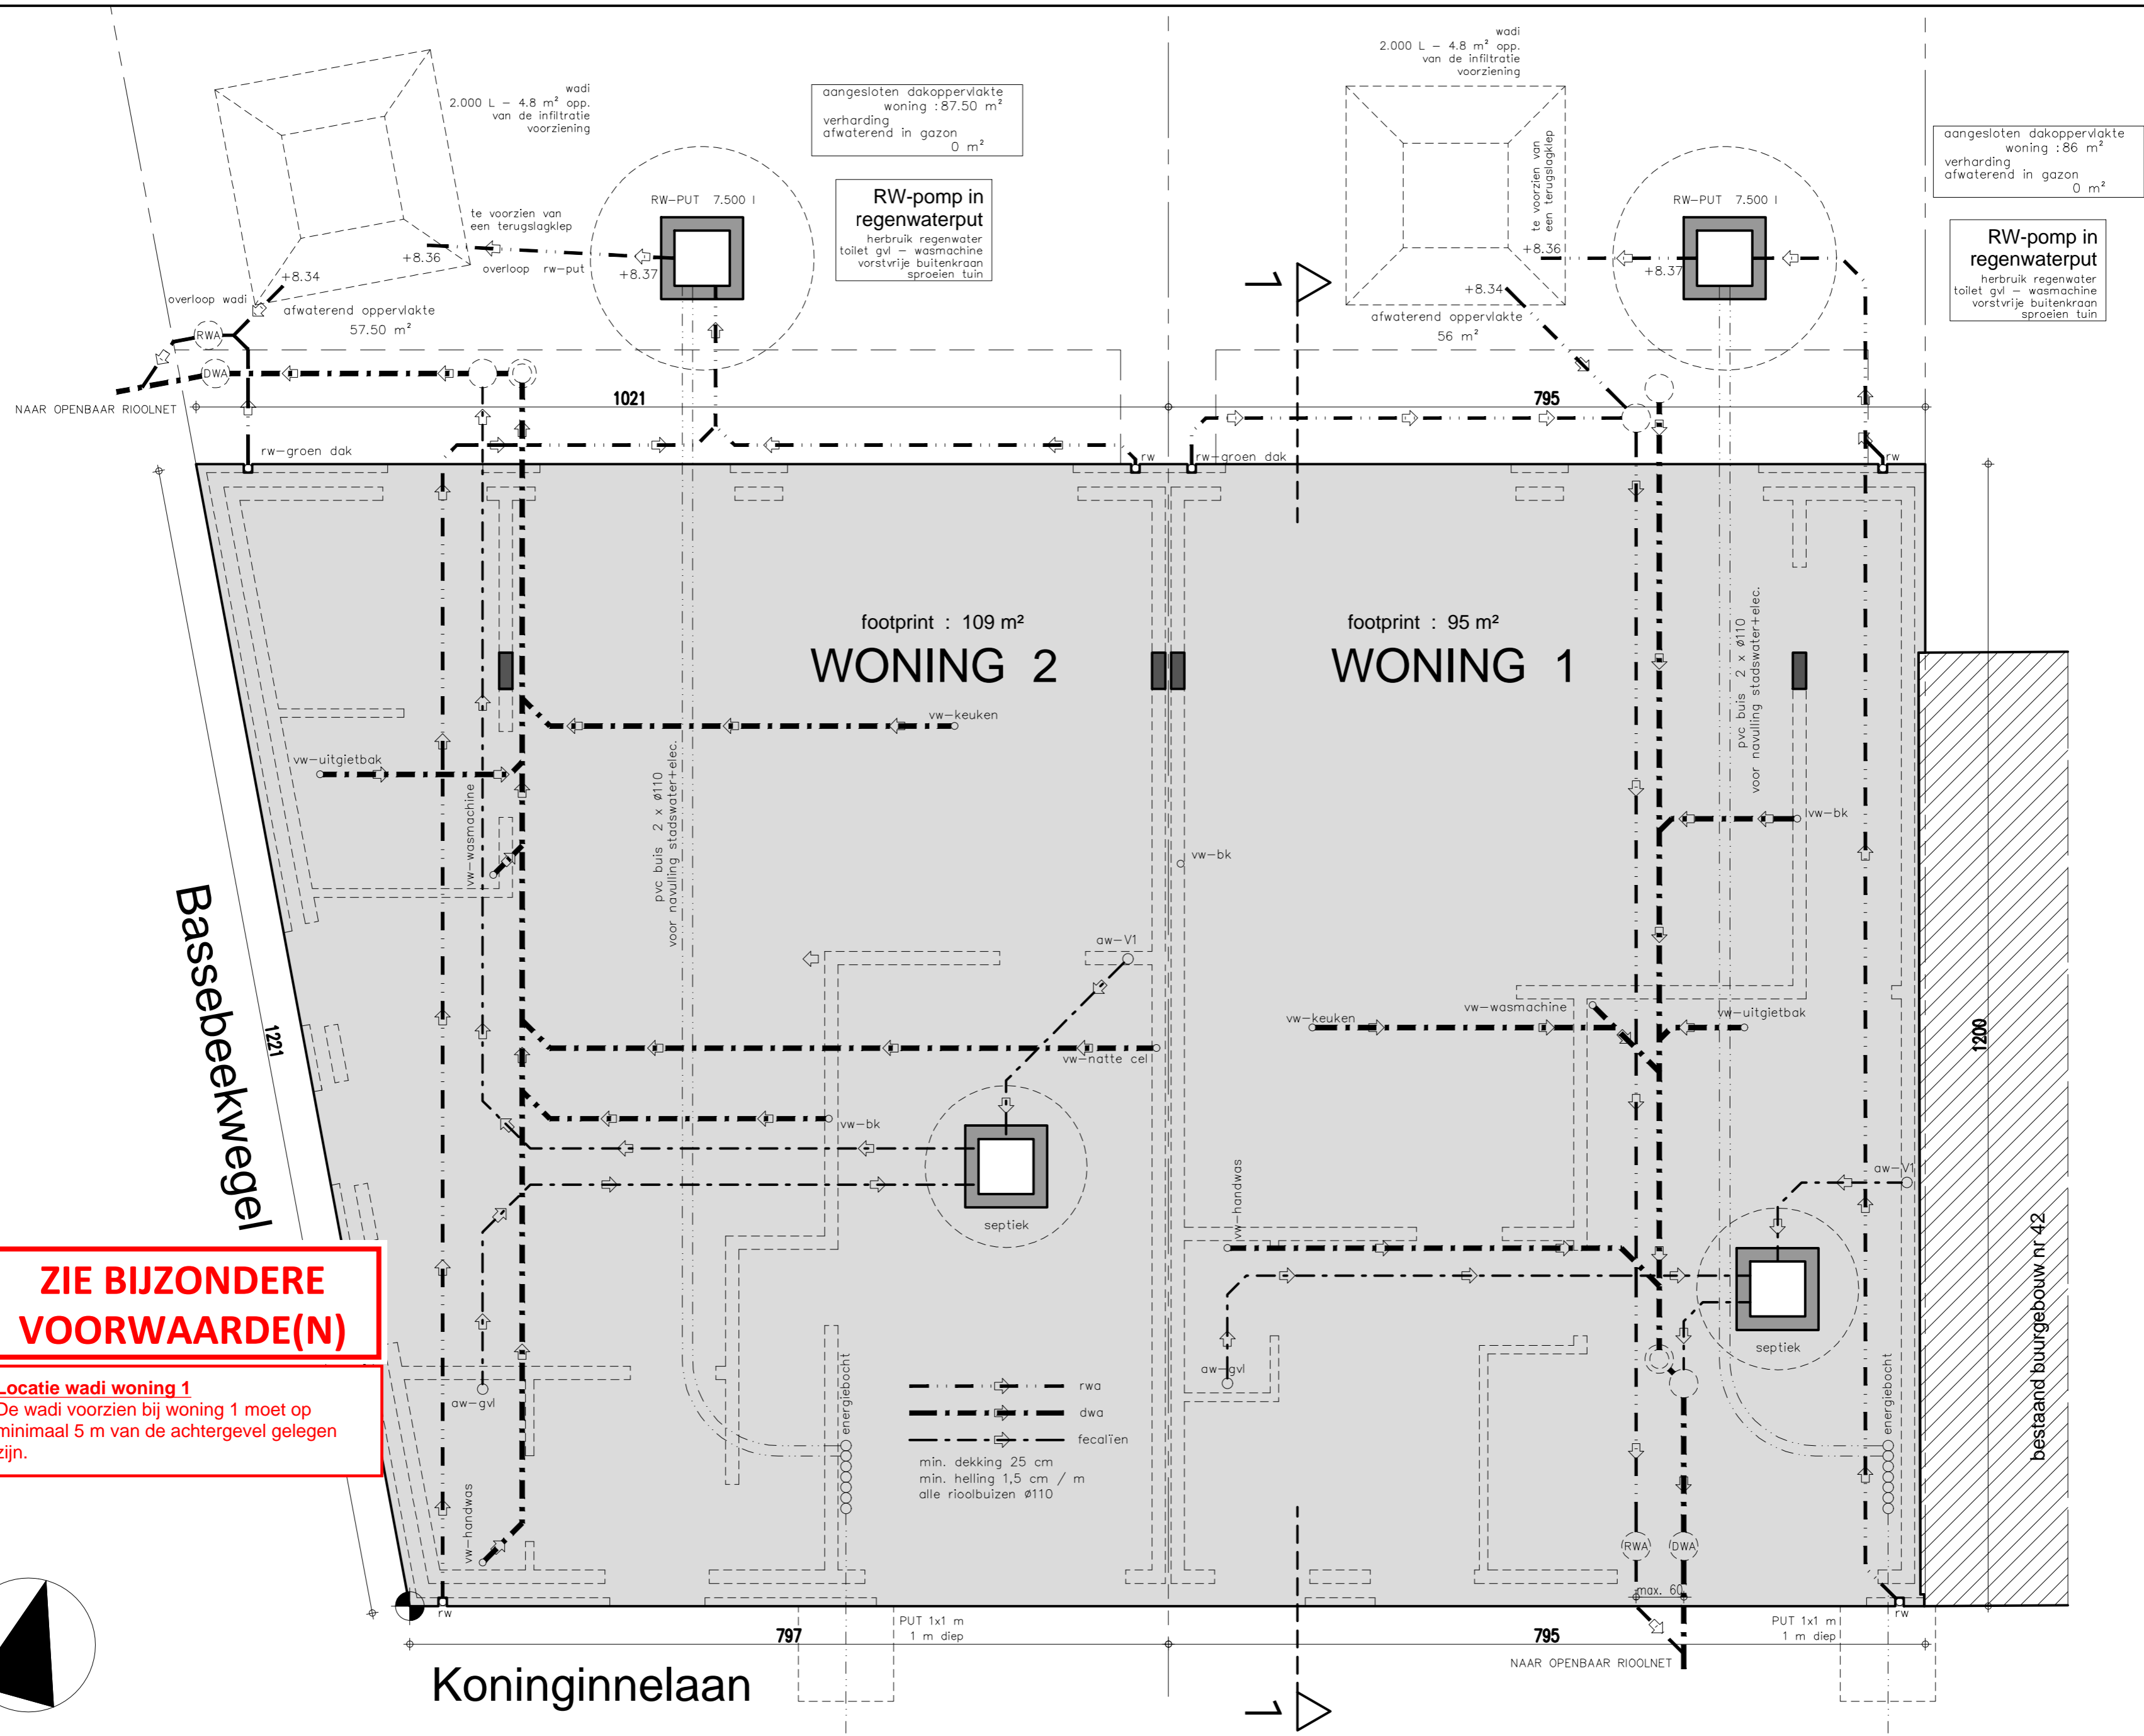 wadi
2.000 L – 4.8 m² opp.
van de infiltratie
voorziening
aangesloten dakoppervlakte
woning :87.50 m²
verharding
afwaterend in gazon
0 m²
RW-pomp in
regenwaterput
herbruik regenwater
toilet gvl – wasmachine
vorstvrije buitenkraan
sproeien tuin
RW–PUT 7.500 l
te voorzien van
een terugslagklep
+8.36
overloop rw-put
+8.37
+8.34
overloop wadi
afwaterend oppervlakte
57.50 m²
RWA
DWA
NAAR OPENBAAR RIOOLNET
wadi
2.000 L – 4.8 m² opp.
van de infiltratie
voorziening
te voorzien van
een terugslagklep
aangesloten dakoppervlakte
woning :86 m²
verharding
afwaterend in gazon
0 m²
RW-pomp in
regenwaterput
herbruik regenwater
toilet gvl – wasmachine
vorstvrije buitenkraan
sproeien tuin
RW–PUT 7.500 l
+8.36
+8.37
+8.34
afwaterend oppervlakte
56 m²
1
1021
795
rw–groen dak
rw
rw–groen dak
rw
footprint : 109 m²
WONING 2
footprint : 95 m²
WONING 1
vw–keuken
vw–uitgietbak
vw–wasmachine
pvc buis 2 x ø110
voor navulling stadswater+elec.
pvc buis 2 x ø110
voor navulling stadswater+elec.
vw–bk
vw–bk
aw–V1
vw–keuken
vw–wasmachine
vw–uitgietbak
vw–natte cel
vw–bk
septiek
Bassebeekwegel
1221
1200
vw–handwas
aw–V1
septiek
bestaand buurgebouw nr 42
ZIE BIJZONDERE
VOORWAARDE(N)
Locatie wadi woning 1
De wadi voorzien bij woning 1 moet op
minimaal 5 m van de achtergevel gelegen
zijn.
aw–gvl
aw–gvl
energiebocht
energiebocht
rwa
dwa
fecaliën
min. dekking 25 cm
min. helling 1,5 cm / m
alle rioolbuizen ø110
vw–handwas
RWA
DWA
max. 60
rw
rw
PUT 1x1 m
1 m diep
PUT 1x1 m
1 m diep
797
795
NAAR OPENBAAR RIOOLNET
Koninginnelaan
1